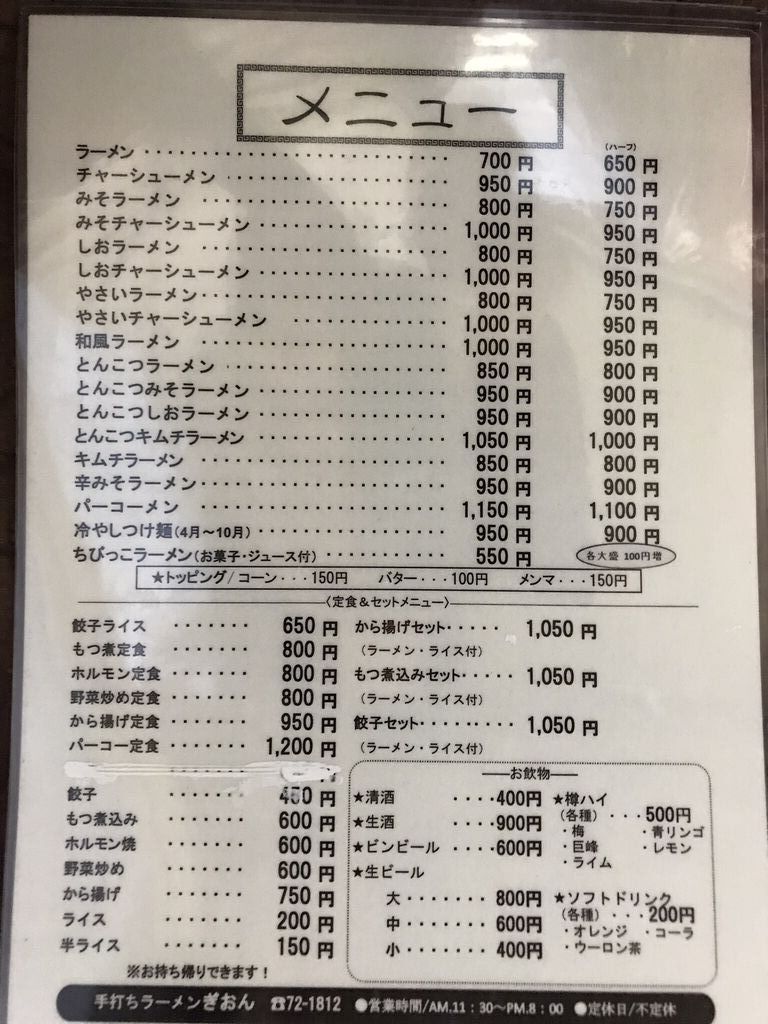 メニュー
(ハーフ)
ラーメン ・・・ 700円 650円
チャーシューメン ・・・ 950円 900円
みそラーメン ・・・ 800円 750円
みそチャーシューメン ・・・ 1,000円 950円
しおラーメン ・・・ 800円 750円
しおチャーシューメン ・・・ 1,000円 950円
やさいラーメン ・・・ 800円 750円
やさいチャーシューメン ・・・ 1,000円 950円
和風ラーメン ・・・ 1,000円 950円
とんこつラーメン ・・・ 850円 800円
とんこつみそラーメン ・・・ 950円 900円
とんこつしおラーメン ・・・ 950円 900円
とんこつキムチラーメン ・・・ 1,050円 1,000円
キムチラーメン ・・・ 850円 800円
辛みそラーメン ・・・ 950円 900円
パーコーメン ・・・ 1,150円 1,100円
冷やしつけ麺(4月～10月) ・・・ 950円 900円
ちびっこラーメン(お菓子・ジュース付) ・・・ 550円 各大盛 100円増
★トッピング/ コーン・・・150円 バター・・・100円 メンマ・・・150円
〈定食＆セットメニュー〉
餃子ライス ・・・ 650円
もつ煮定食 ・・・ 800円
ホルモン定食 ・・・ 800円
野菜炒め定食 ・・・ 800円
から揚げ定食 ・・・ 950円
パーコー定食 ・・・ 1,200円
から揚げセット・・・・・ 1,050円
(ラーメン・ライス付)
もつ煮込みセット・・・・・ 1,050円
(ラーメン・ライス付)
餃子セット・・・・・・・・ 1,050円
(ラーメン・ライス付)
円
餃子 ・・・ 450円
もつ煮込み ・・・ 600円
ホルモン焼 ・・・ 600円
野菜炒め ・・・ 600円
から揚げ ・・・ 750円
ライス ・・・ 200円
半ライス ・・・ 150円
※お持ち帰りできます！
お飲物
★清酒 ・・・・400円
★生酒 ・・・・900円
★ビンビール ・・・・600円
★生ビール
大・・・・・・・800円
中・・・・・・・600円
小・・・・・・・400円
★樽ハイ
(各種)・・・500円
・梅 ・青リンゴ
・巨峰 ・レモン
・ライム
★ソフトドリンク
(各種)・・・200円
・オレンジ ・コーラ
・ウーロン茶
手打ちラーメンぎおん ☎72-1812 ●営業時間/AM.11：30～PM.8：00 ●定休日/不定休